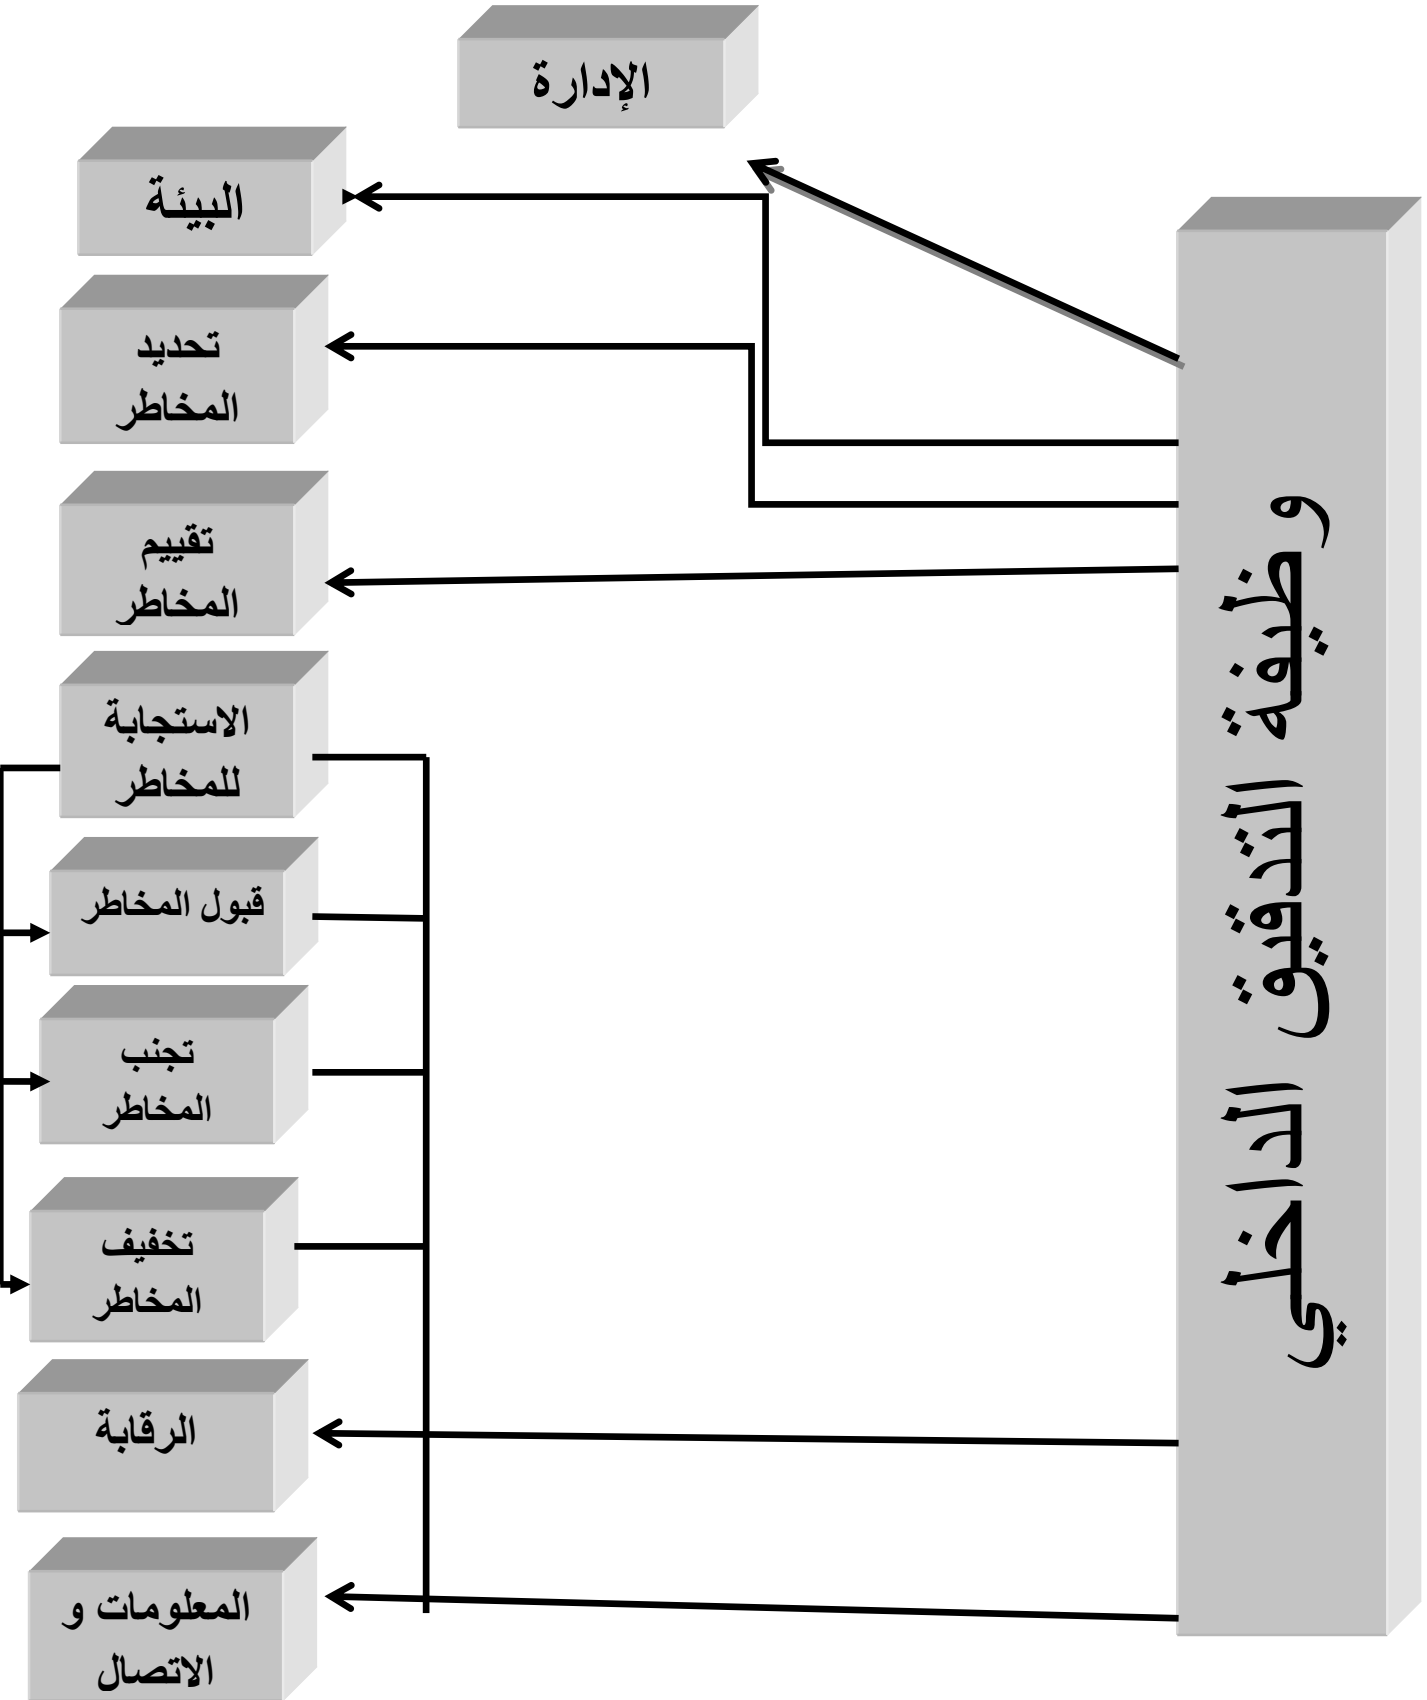 الإدارة
البيئة
تحديد
المخاطر
تقييم
المخاطر
الاستجابة
للمخاطر
قبول المخاطر
تجنب
المخاطر
تخفيف
المخاطر
الرقابة
المعلومات و
الاتصال
وظيفة التدقيق الداخلي